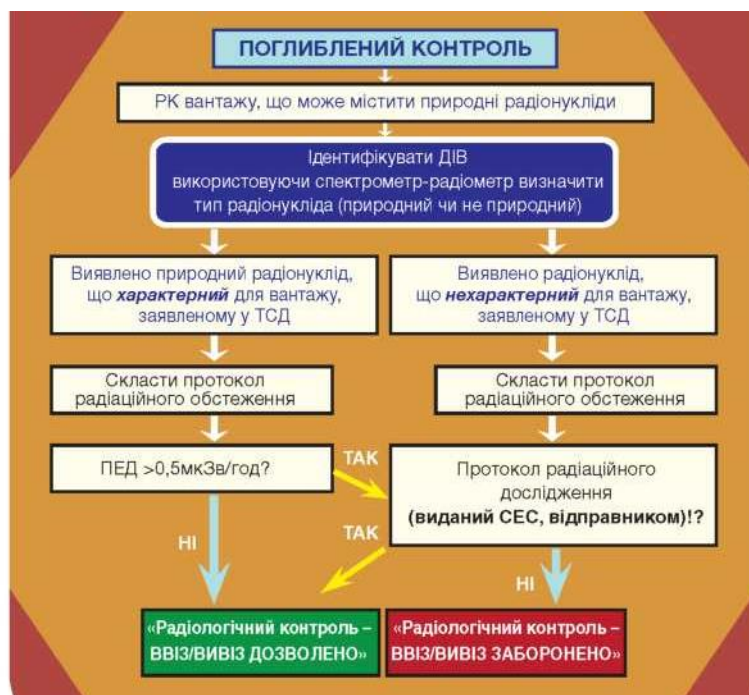 ПОГЛИБЛЕНИЙ КОНТРОЛЬ
РК вантажу, що може містити природні радіонукліди
Ідентифікувати ДІВ
використовуючи спектрометр-радіометр визначити
тип радіонукліда (природний чи не природний)
Виявлено природний радіонуклід,
що характерний для вантажу,
заявленому у ТСД
Виявлено радіонуклід,
що нехарактерний для вантажу,
заявленому у ТСД
Скласти протокол
радіаційного обстеження
Скласти протокол
радіаційного обстеження
ПЕД >0,5мкЗв/год?
ТАК
Протокол радіаційного
дослідження
(виданий СЕС, відправником)!?
ТАК
НІ
НІ
«Радіологічний контроль –
ВВІЗ/ВИВІЗ ДОЗВОЛЕНО»
«Радіологічний контроль –
ВВІЗ/ВИВІЗ ЗАБОРОНЕНО»